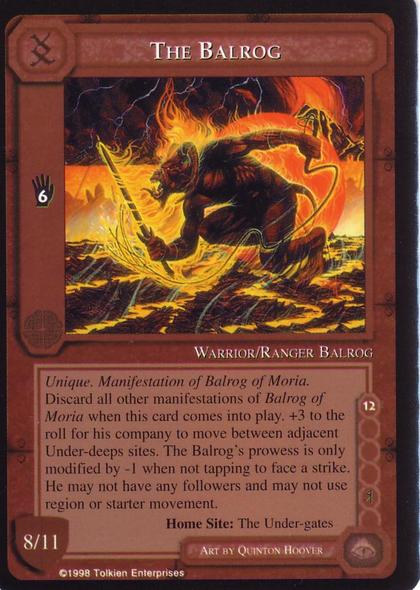 The Balrog
6
Warrior/Ranger Balrog
Unique. Manifestation of Balrog of Moria.
Discard all other manifestations of Balrog of
Moria when this card comes into play. +3 to the
roll for his company to move between adjacent
Under-deeps sites. The Balrog's prowess is only
modified by -1 when not tapping to face a strike.
He may not have any followers and may not use
region or starter movement.
Home Site: The Under-gates
12
8/11
Art by Quinton Hoover
©1998 Tolkien Enterprises